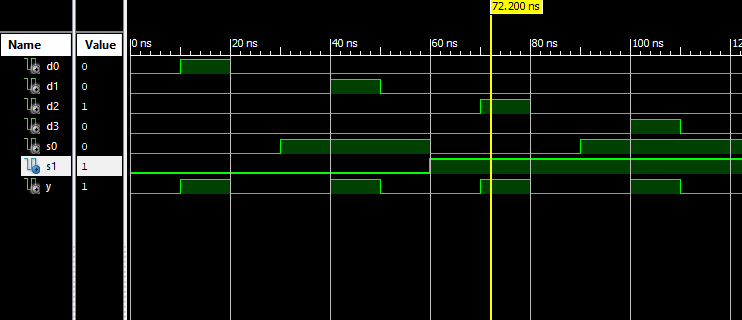 72.200 ns
Name Value 0 ns 20 ns 40 ns 60 ns 80 ns 100 ns
d0 0
d1 0
d2 1
d3 0
s0 0
s1 1
y 1